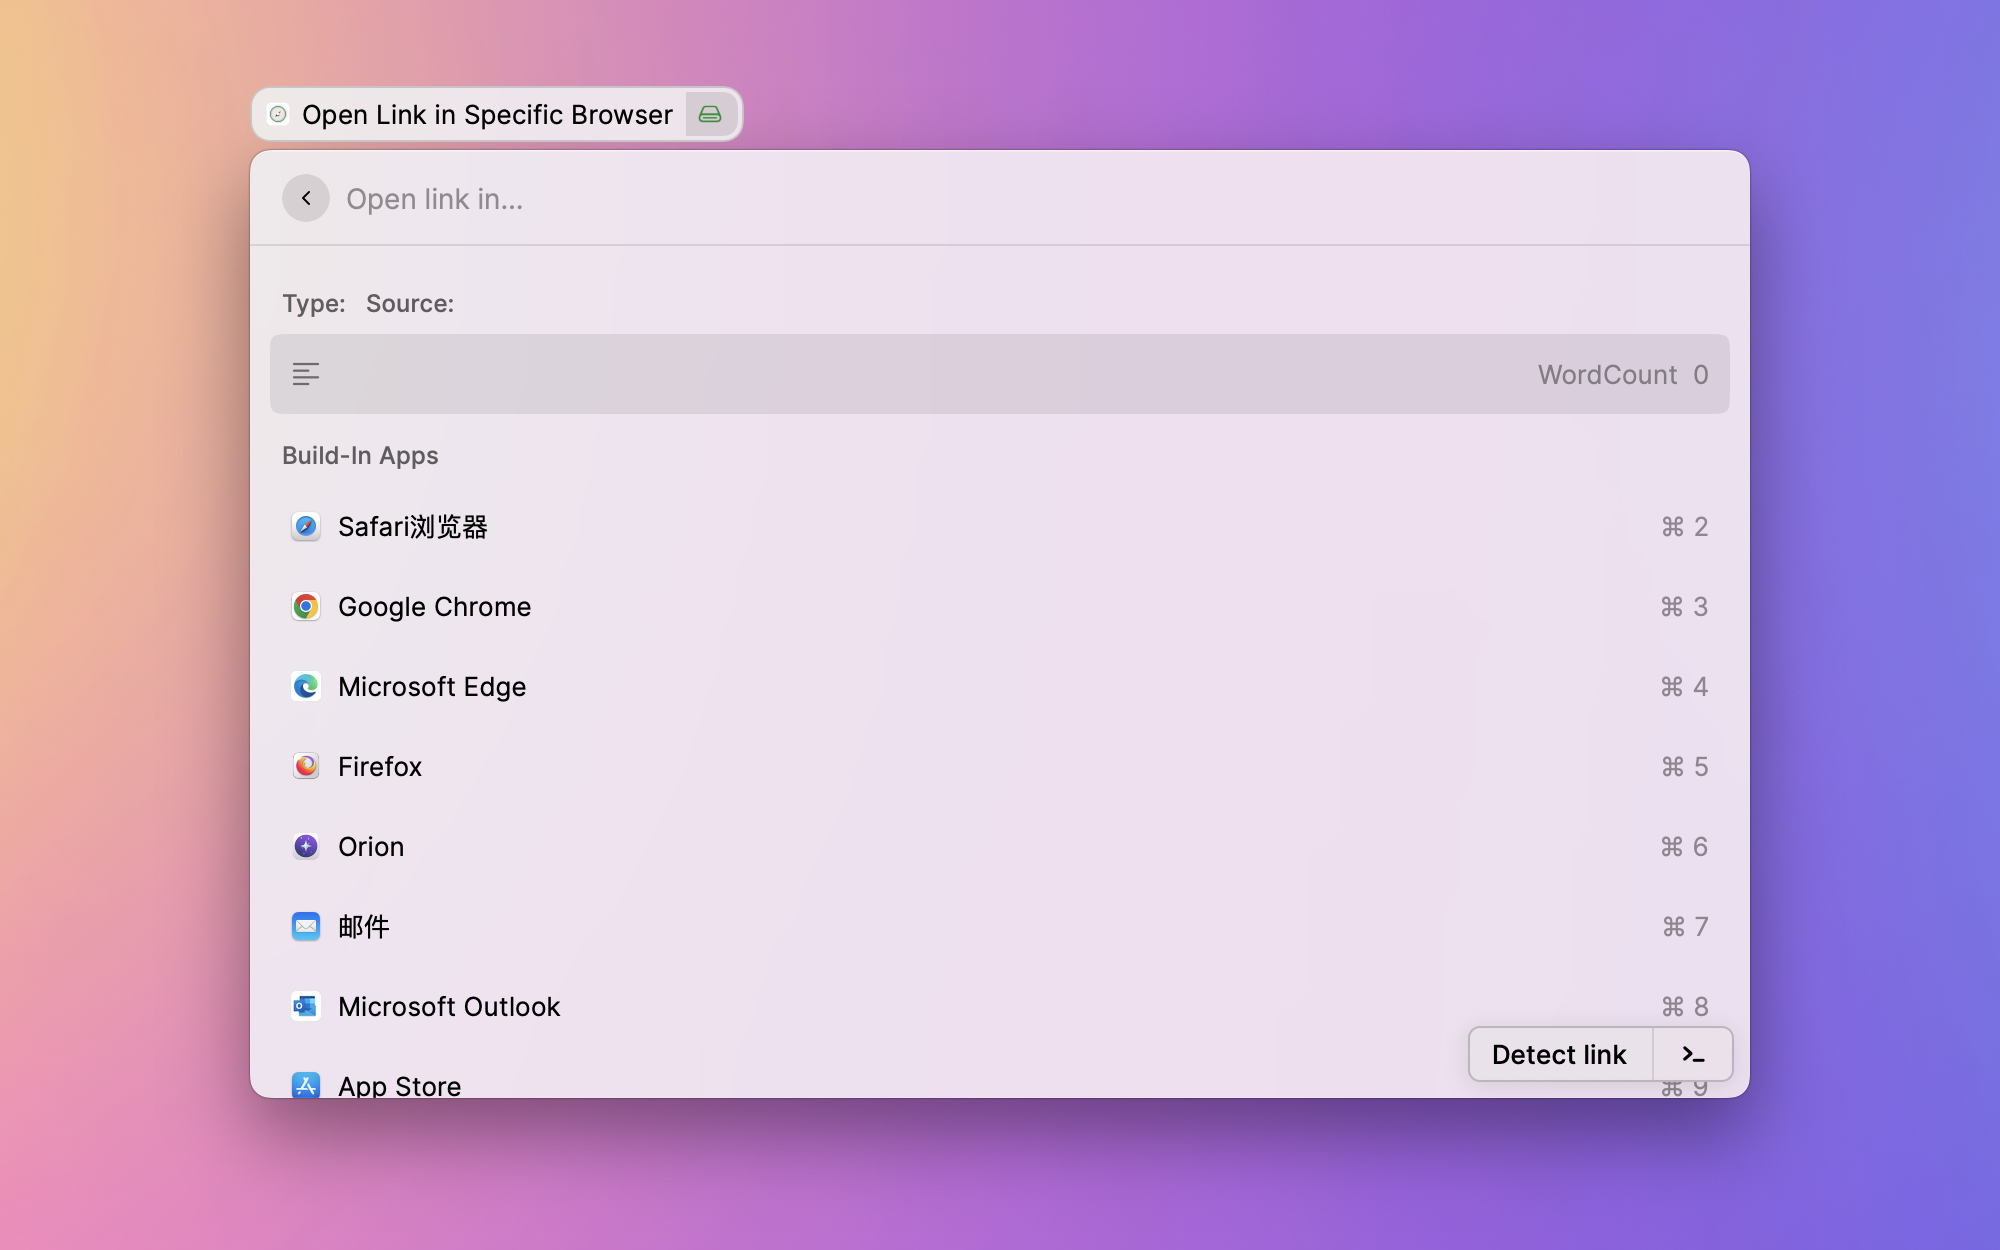 Open Link in Specific Browser
Open link in...
Type: Source:
WordCount 0
Build-In Apps
Safari浏览器 ⌘ 2
Google Chrome ⌘ 3
Microsoft Edge ⌘ 4
Firefox ⌘ 5
Orion ⌘ 6
邮件 ⌘ 7
Microsoft Outlook ⌘ 8
Detect link
App Store ⌘ 9